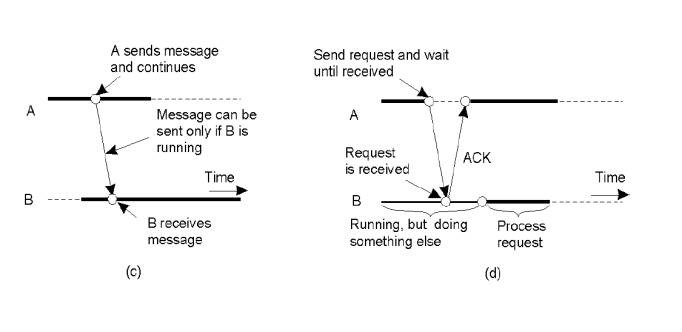 A sends message
and continues
A
Message can be
sent only if B is
running
Time
B
B receives
message
(c)
Send request and wait
until received
A
Request
is received
ACK
Time
B
Running, but doing
something else
Process
request
(d)